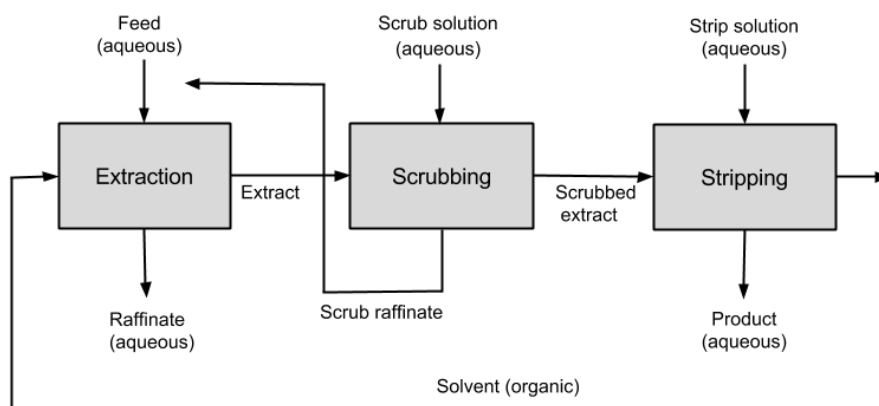 Feed
(aqueous)
Scrub solution
(aqueous)
Strip solution
(aqueous)
Extraction
Extract
Scrubbing
Scrubbed
extract
Stripping
Raffinate
(aqueous)
Scrub raffinate
Product
(aqueous)
Solvent (organic)